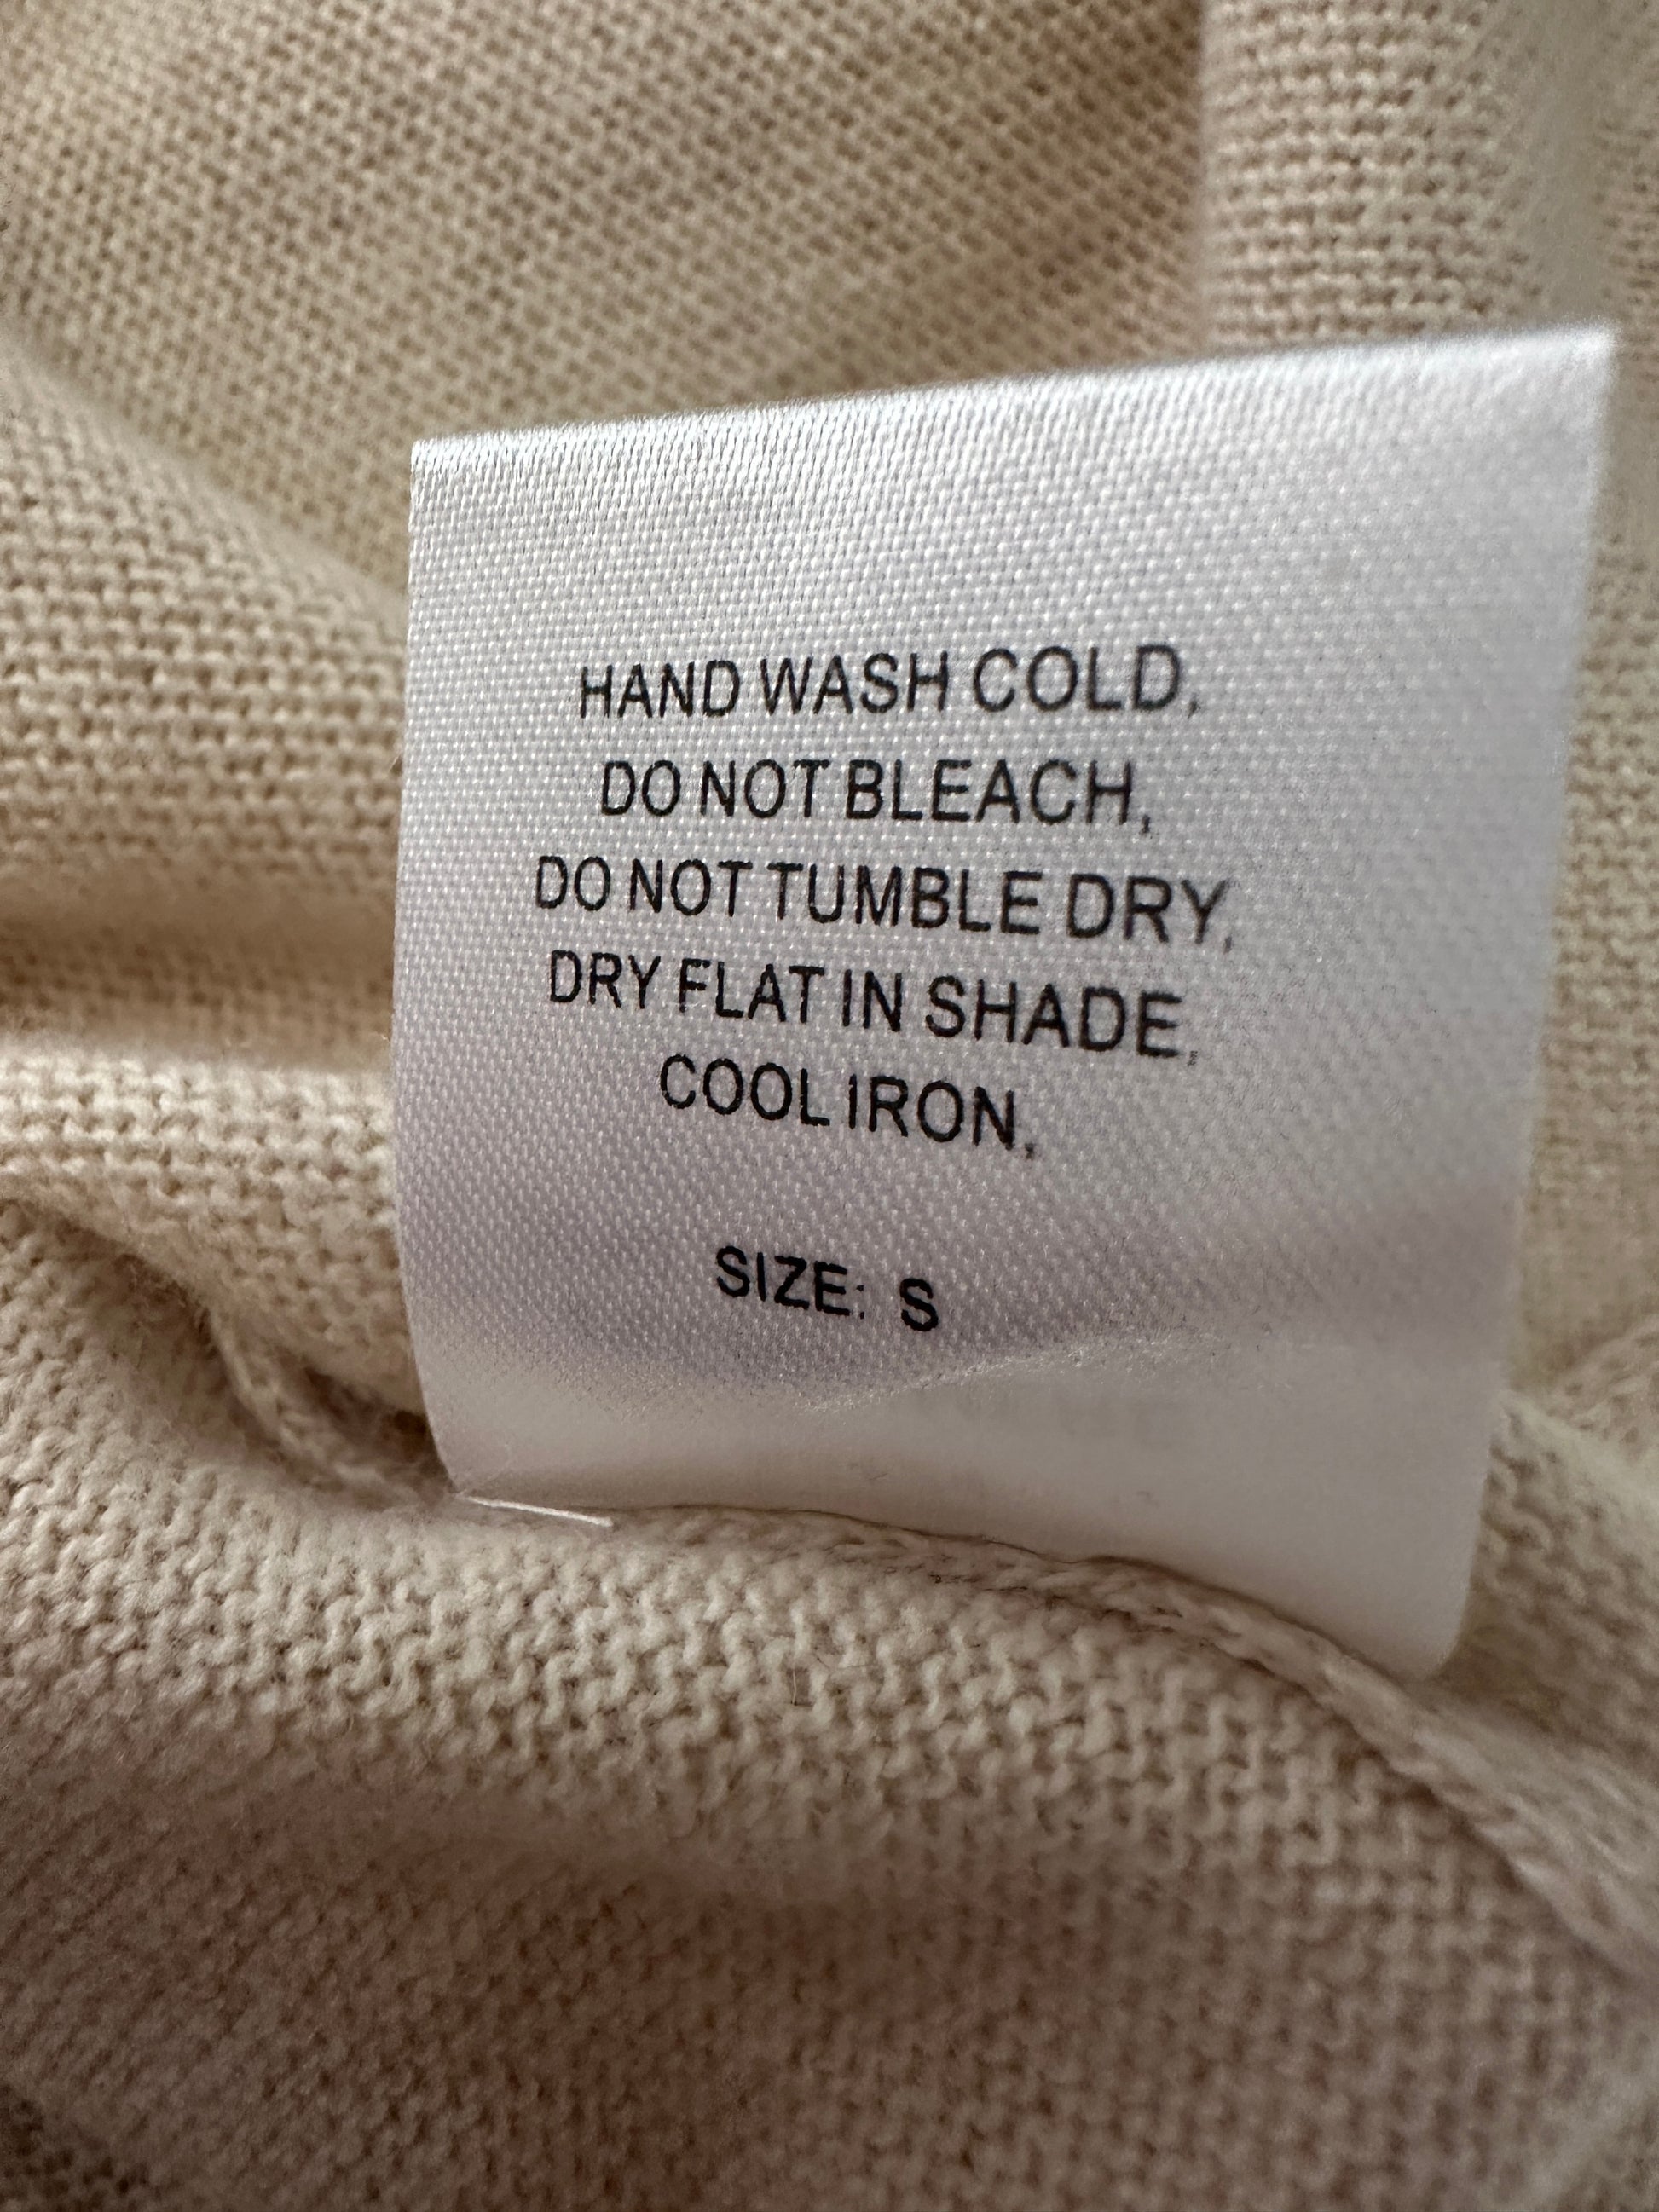 HAND WASH COLD,
DO NOT BLEACH,
DO NOT TUMBLE DRY,
DRY FLAT IN SHADE,
COOL IRON,
SIZE: S